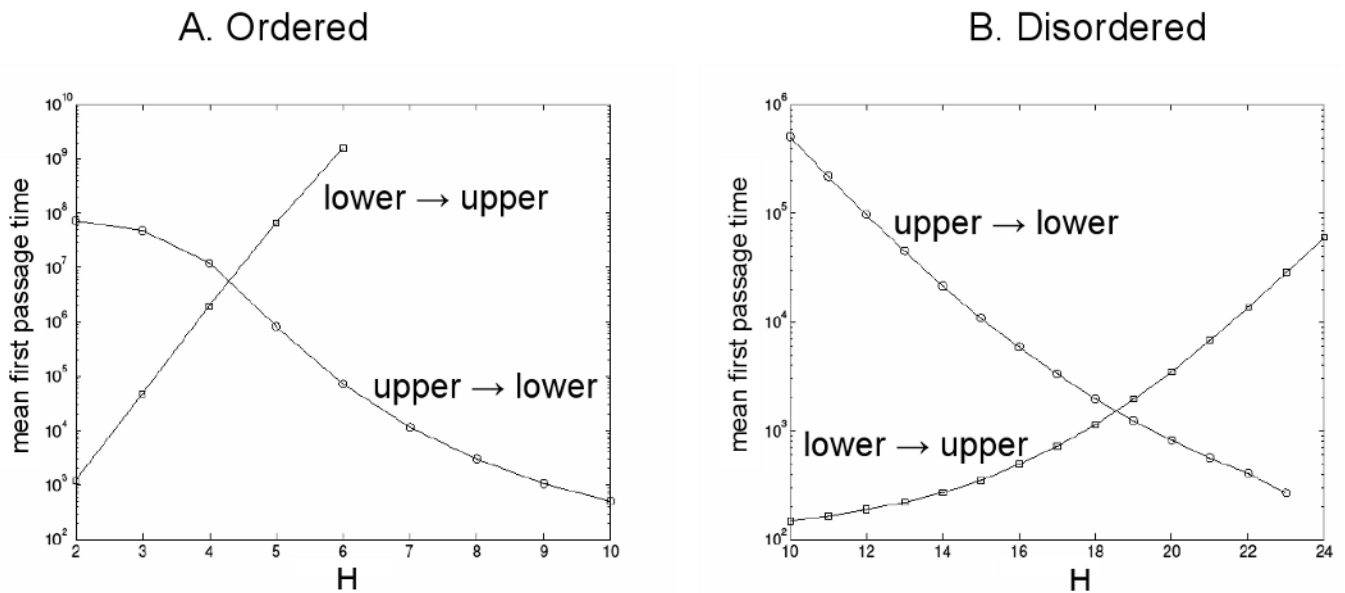 A. Ordered
B. Disordered
mean first passage time
10^10
10^9
10^8
10^7
10^6
10^5
10^4
10^3
10^2
lower → upper
upper → lower
2 3 4 5 6 7 8 9 10
H
mean first passage time
10^6
10^5
10^4
10^3
10^2
upper → lower
lower → upper
10 12 14 16 18 20 22 24
H